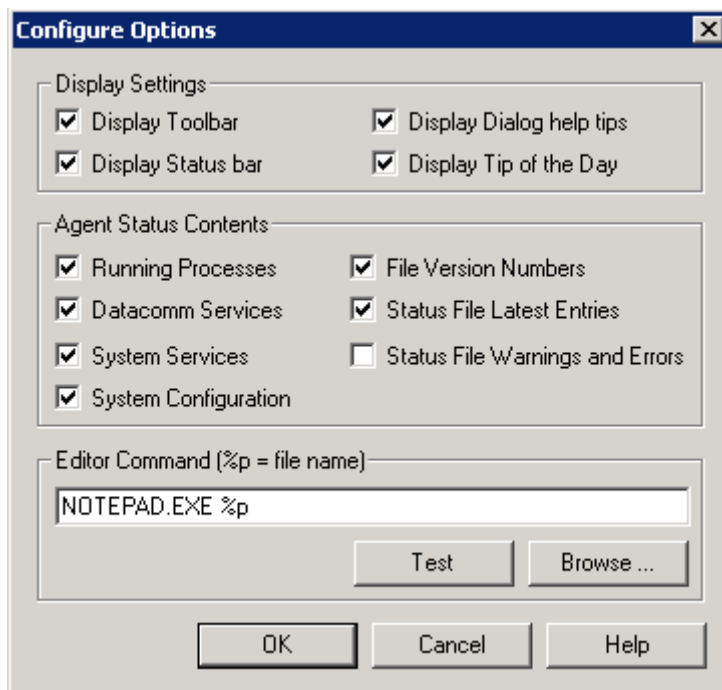 Configure Options
Display Settings
Display Toolbar
Display Dialog help tips
Display Status bar
Display Tip of the Day
Agent Status Contents
Running Processes
File Version Numbers
Datacomm Services
Status File Latest Entries
System Services
Status File Warnings and Errors
System Configuration
Editor Command (%p = file name)
NOTEPAD.EXE %p
Test
Browse ...
OK
Cancel
Help